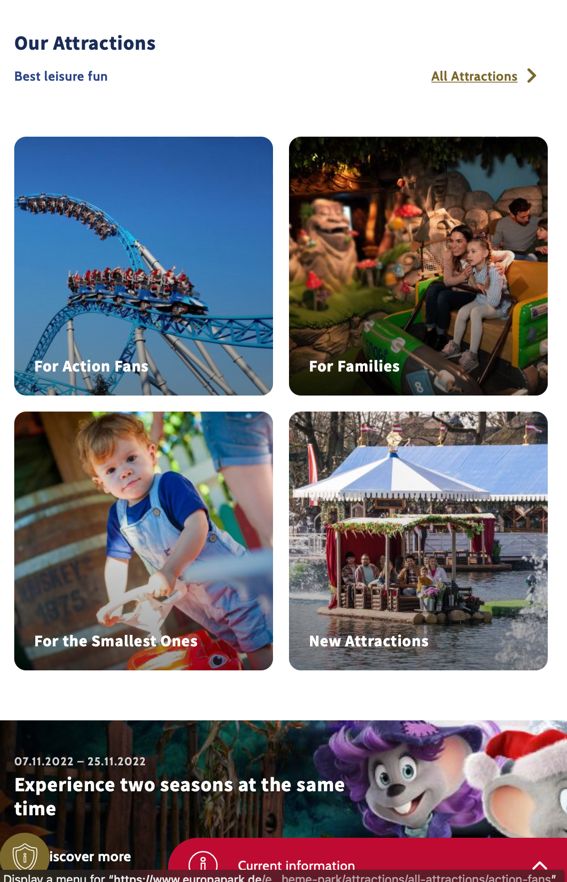 Our Attractions
Best leisure fun
All Attractions
For Action Fans
For Families
WHISKEY
1975
For the Smallest Ones
New Attractions
07.11.2022 – 25.11.2022
Experience two seasons at the same
time
iscover more
Current information
Display a menu for "https://www.europapark.de/e…heme-park/attractions/all-attractions/action-fans"